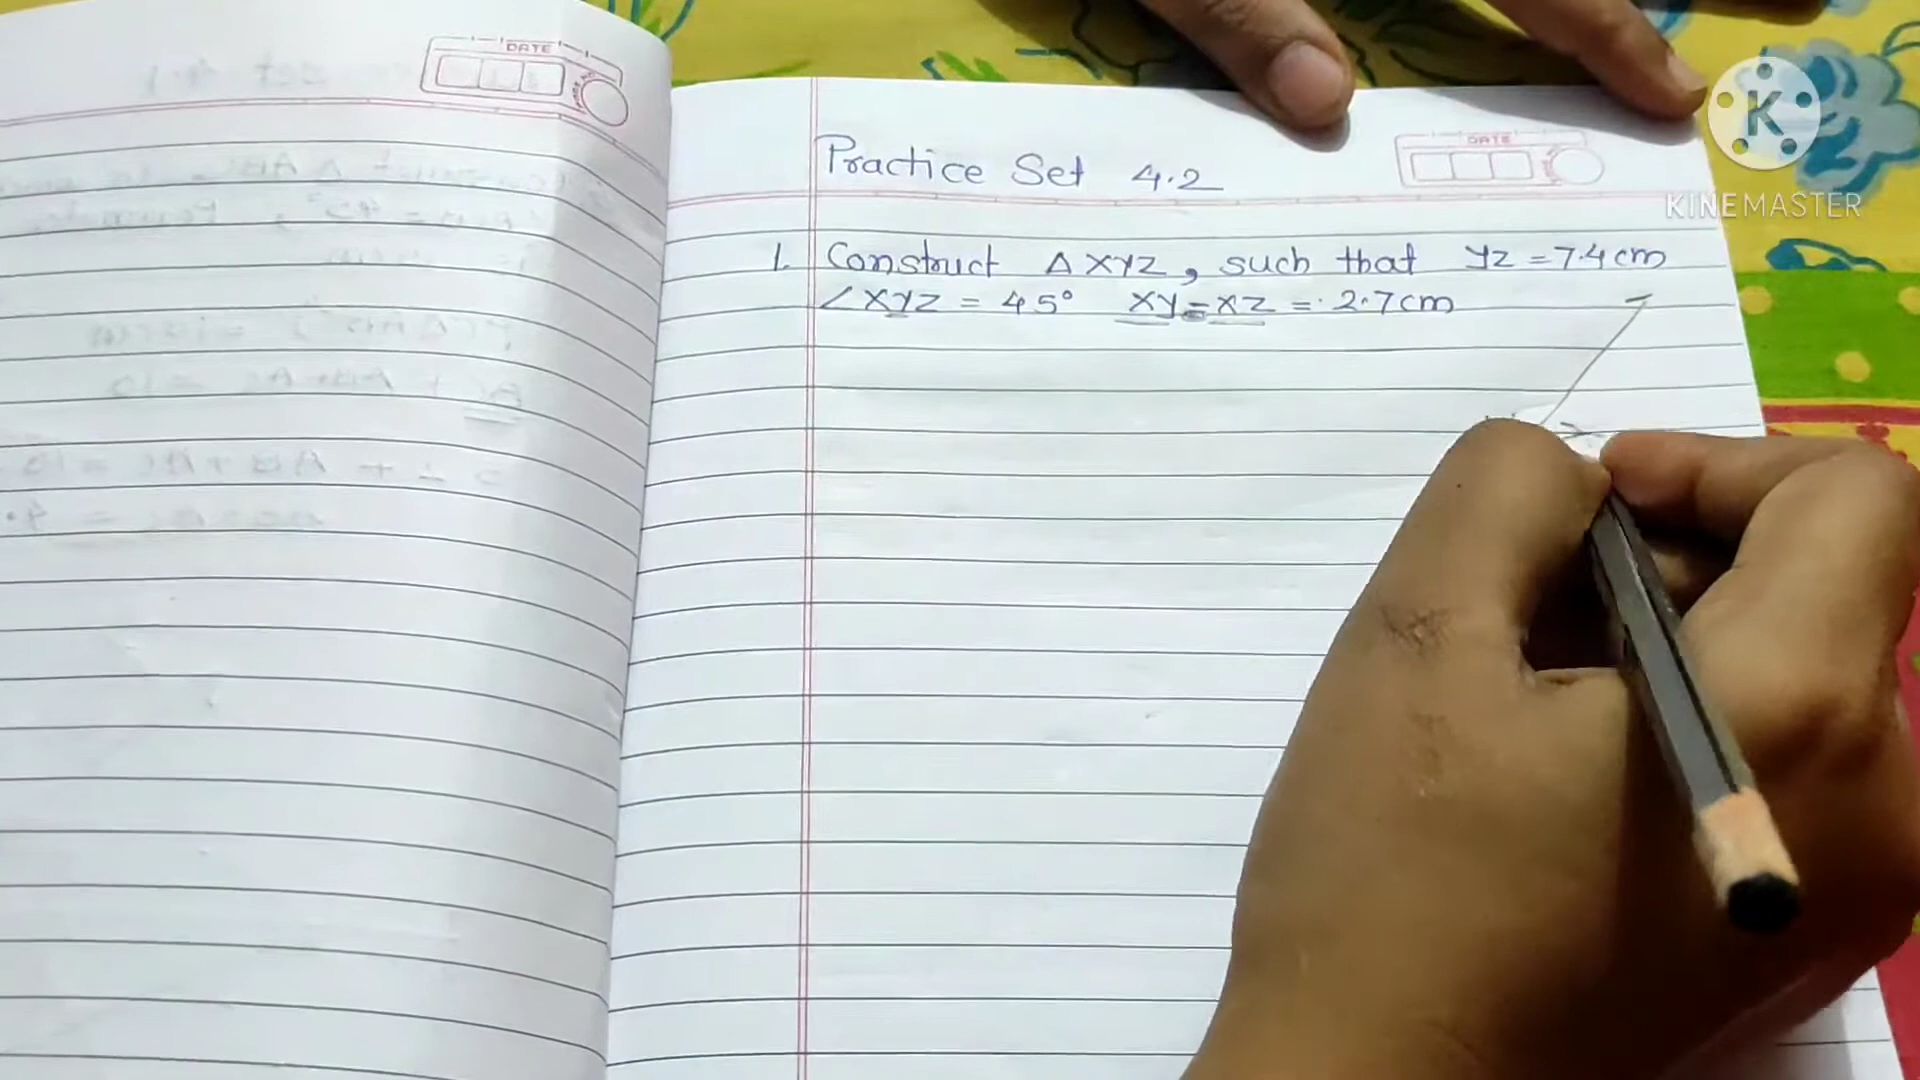 DATE
DATE
K
KINEMASTER
Practice Set 4.2
1. Construct Δ XYZ, such that YZ = 7.4 cm
∠XYZ = 45° XY - XZ = 2.7 cm